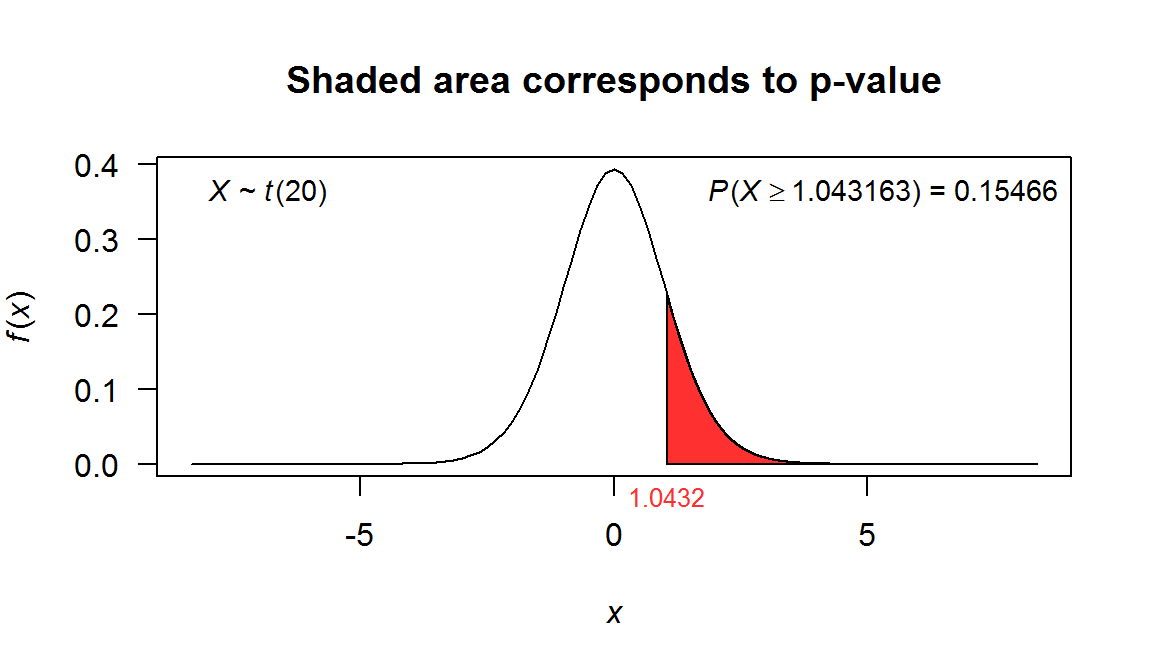 Shaded area corresponds to p-value
X ~ t(20)
P(X ≥ 1.043163) = 0.15466
f(x)
0.4
0.3
0.2
0.1
0.0
1.0432
-5
0
5
x